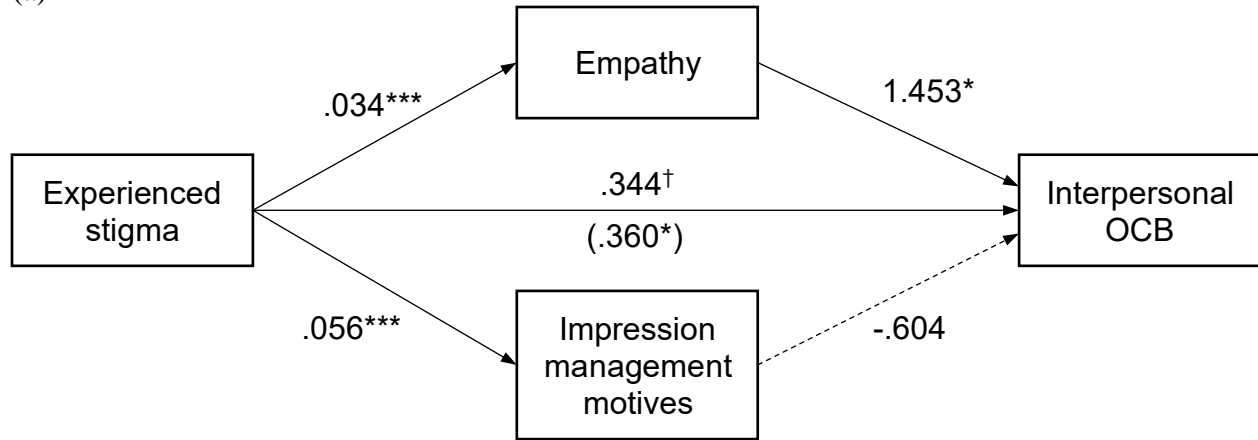 Empathy
.034***
1.453*
Experienced
stigma
.344†
(.360*)
Interpersonal
OCB
.056***
Impression
management
motives
-.604